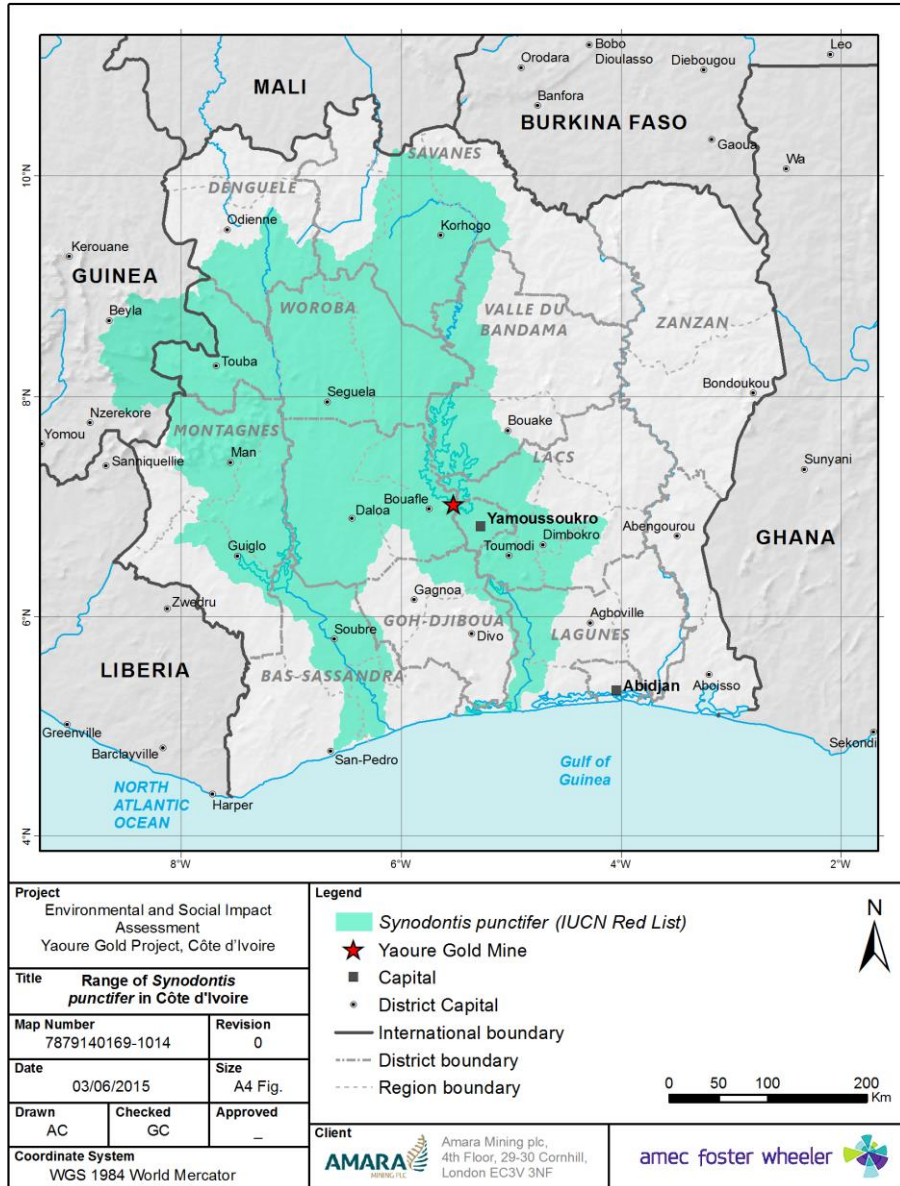 Leo
Bobo
Dioulasso
Orodara
Diebougou
MALI
Banfora
BURKINA FASO
Gaoua
SAVANES
Wa
10°N
10°N
DENGUELE
Odienne
Korhogo
Kerouane
GUINEA
Beyla
WOROBA
VALLE DU
BANDAMA
ZANZAN
Touba
8°N
8°N
Seguela
Bondoukou
Nzerekore
MONTAGNES
Bouake
Yomou
Sanniquellie
Man
LACS
Sunyani
Bouafle
Daloa
Yamoussoukro
Abengourou
Dimbokro
Toumodi
GHANA
Guiglo
6°N
6°N
Zwedru
Gagnoa
Agboville
GOH-DJIBOUA
Soubre
Divo
LAGUNES
LIBERIA
BAS-SASSANDRA
Abidjan
Aboisso
Greenville
Barclayville
San-Pedro
Sekondi
Gulf of
Guinea
NORTH
ATLANTIC
OCEAN
Harper
4°N
4°N
8°W
6°W
4°W
2°W
Project
Environmental and Social Impact
Assessment
Yaoure Gold Project, Côte d'Ivoire
Title Range of Synodontis
punctifer in Côte d'Ivoire
Map Number Revision
7879140169-1014 0
Date Size
03/06/2015 A4 Fig.
Drawn Checked Approved
AC GC _
Coordinate System
WGS 1984 World Mercator
Legend
Synodontis punctifer (IUCN Red List)
Yaoure Gold Mine
Capital
District Capital
International boundary
District boundary
Region boundary
N
0 50 100 200
Km
Client
AMARA
MINING PLC
Amara Mining plc,
4th Floor, 29-30 Cornhill,
London EC3V 3NF
amec foster wheeler